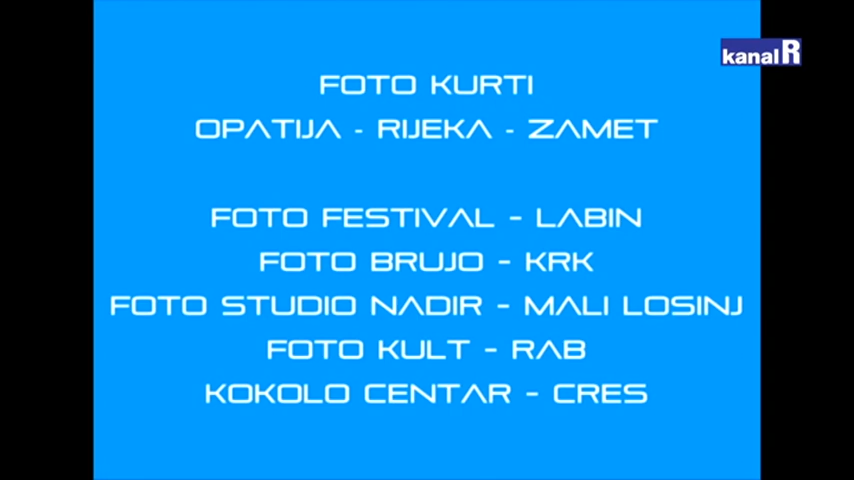 kanal R
FOTO KURTI
OPATIJA - RIJEKA - ZAMET
FOTO FESTIVAL - LABIN
FOTO BRUJO - KRK
FOTO STUDIO NADIR - MALI LOSINJ
FOTO KULT - RAB
KOKOLO CENTAR - CRES